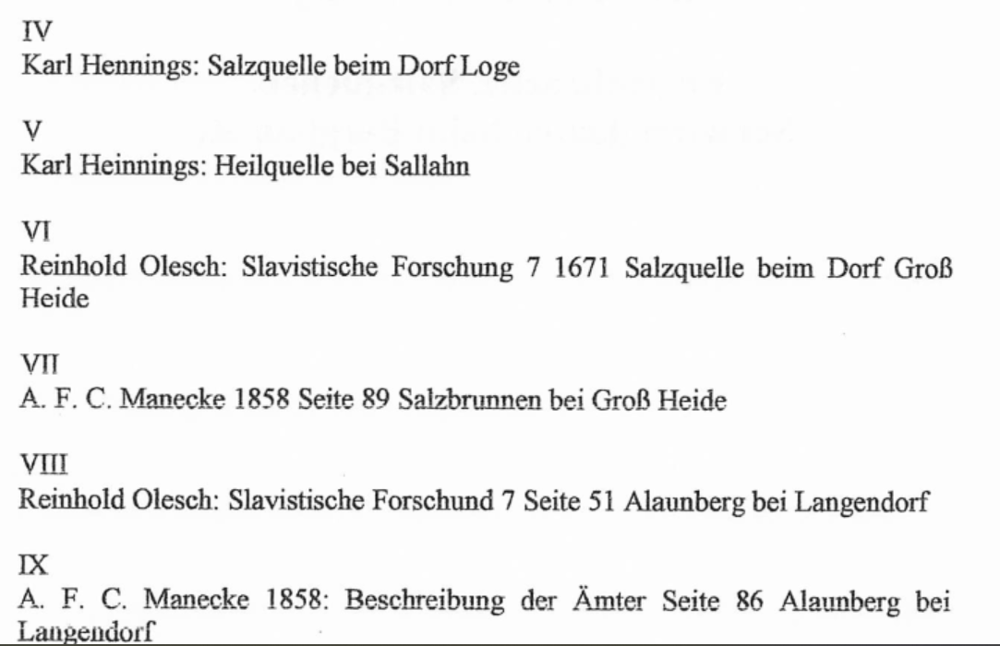 IV
Karl Hennings: Salzquelle beim Dorf Loge
V
Karl Heinnings: Heilquelle bei Sallahn
VI
Reinhold Olesch: Slavistische Forschung 7 1671 Salzquelle beim Dorf Groß
Heide
VII
A. F. C. Manecke 1858 Seite 89 Salzbrunnen bei Groß Heide
VIII
Reinhold Olesch: Slavistische Forschund 7 Seite 51 Alaunberg bei Langendorf
IX
A. F. C. Manecke 1858: Beschreibung der Ämter Seite 86 Alaunberg bei
Langendorf